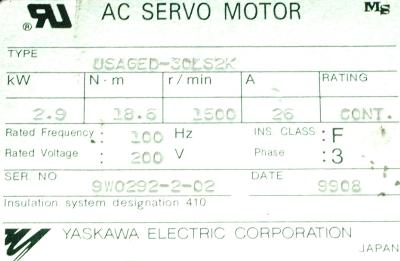 AC SERVO MOTOR MS
TYPE USAGED-30LS2K
kW N·m r/min A RATING
2.9 18.6 1500 26 CONT.
Rated Frequency : 100 Hz INS. CLASS : F
Rated Voltage : 200 V Phase : 3
SER. NO 9W0292-2-02 DATE 9908
Insulation system designation 410
YASKAWA ELECTRIC CORPORATION
JAPAN